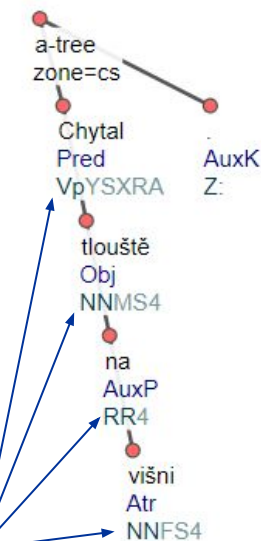 a-tree
zone=cs
Chytal
Pred
VpYSXRA
.
AuxK
Z:
tlouště
Obj
NNMS4
na
AuxP
RR4
višni
Atr
NNFS4